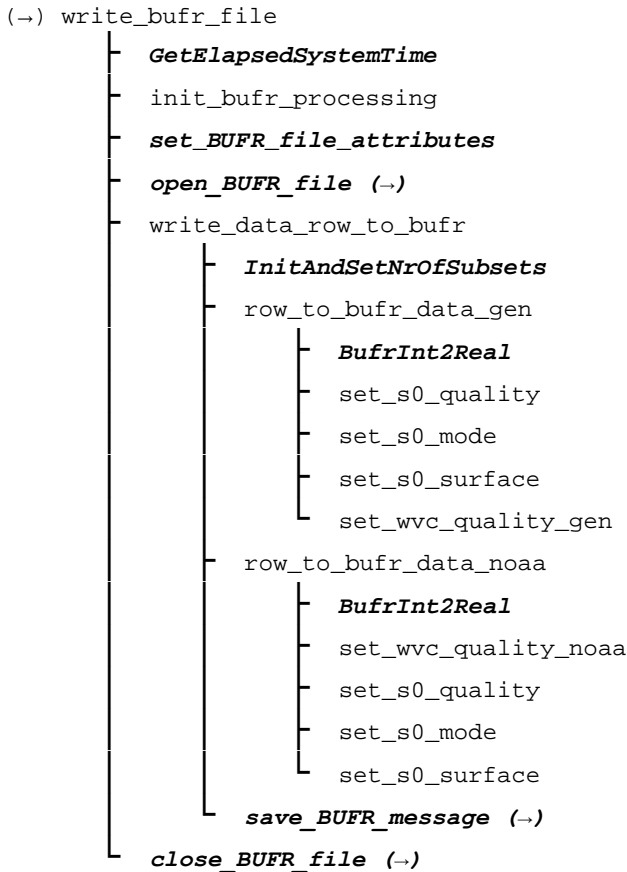 (→) write_bufr_file
GetElapsedSystemTime
init_bufr_processing
set_BUFR_file_attributes
open_BUFR_file (→)
write_data_row_to_bufr
InitAndSetNrOfSubsets
row_to_bufr_data_gen
BufrInt2Real
set_s0_quality
set_s0_mode
set_s0_surface
set_wvc_quality_gen
row_to_bufr_data_noaa
BufrInt2Real
set_wvc_quality_noaa
set_s0_quality
set_s0_mode
set_s0_surface
save_BUFR_message (→)
close_BUFR_file (→)